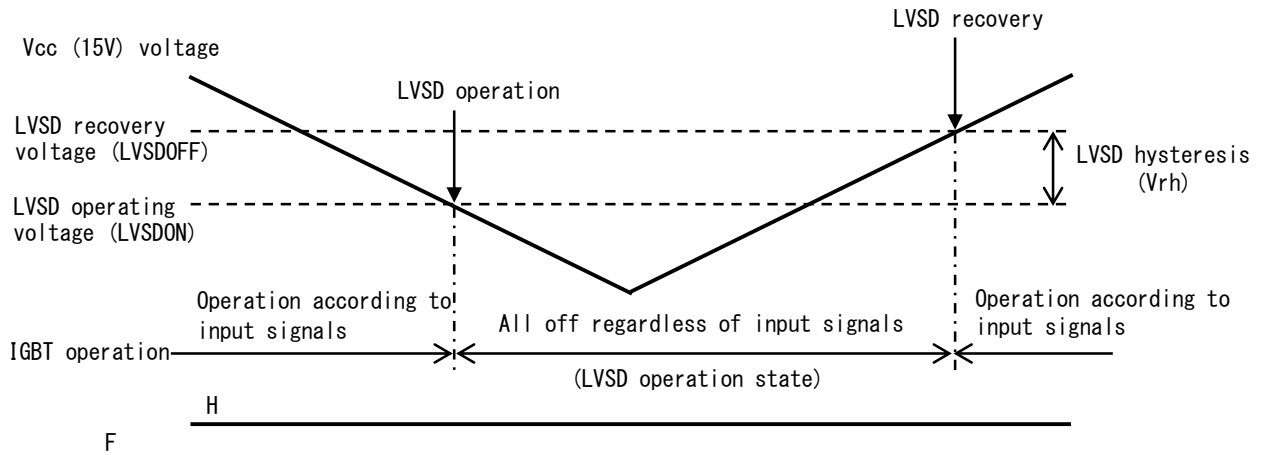 LVSD recovery
Vcc (15V) voltage
LVSD operation
LVSD recovery
voltage (LVSDOFF)
LVSD hysteresis
(Vrh)
LVSD operating
voltage (LVSDON)
Operation according to
input signals
All off regardless of input signals
Operation according to
input signals
IGBT operation
(LVSD operation state)
H
F